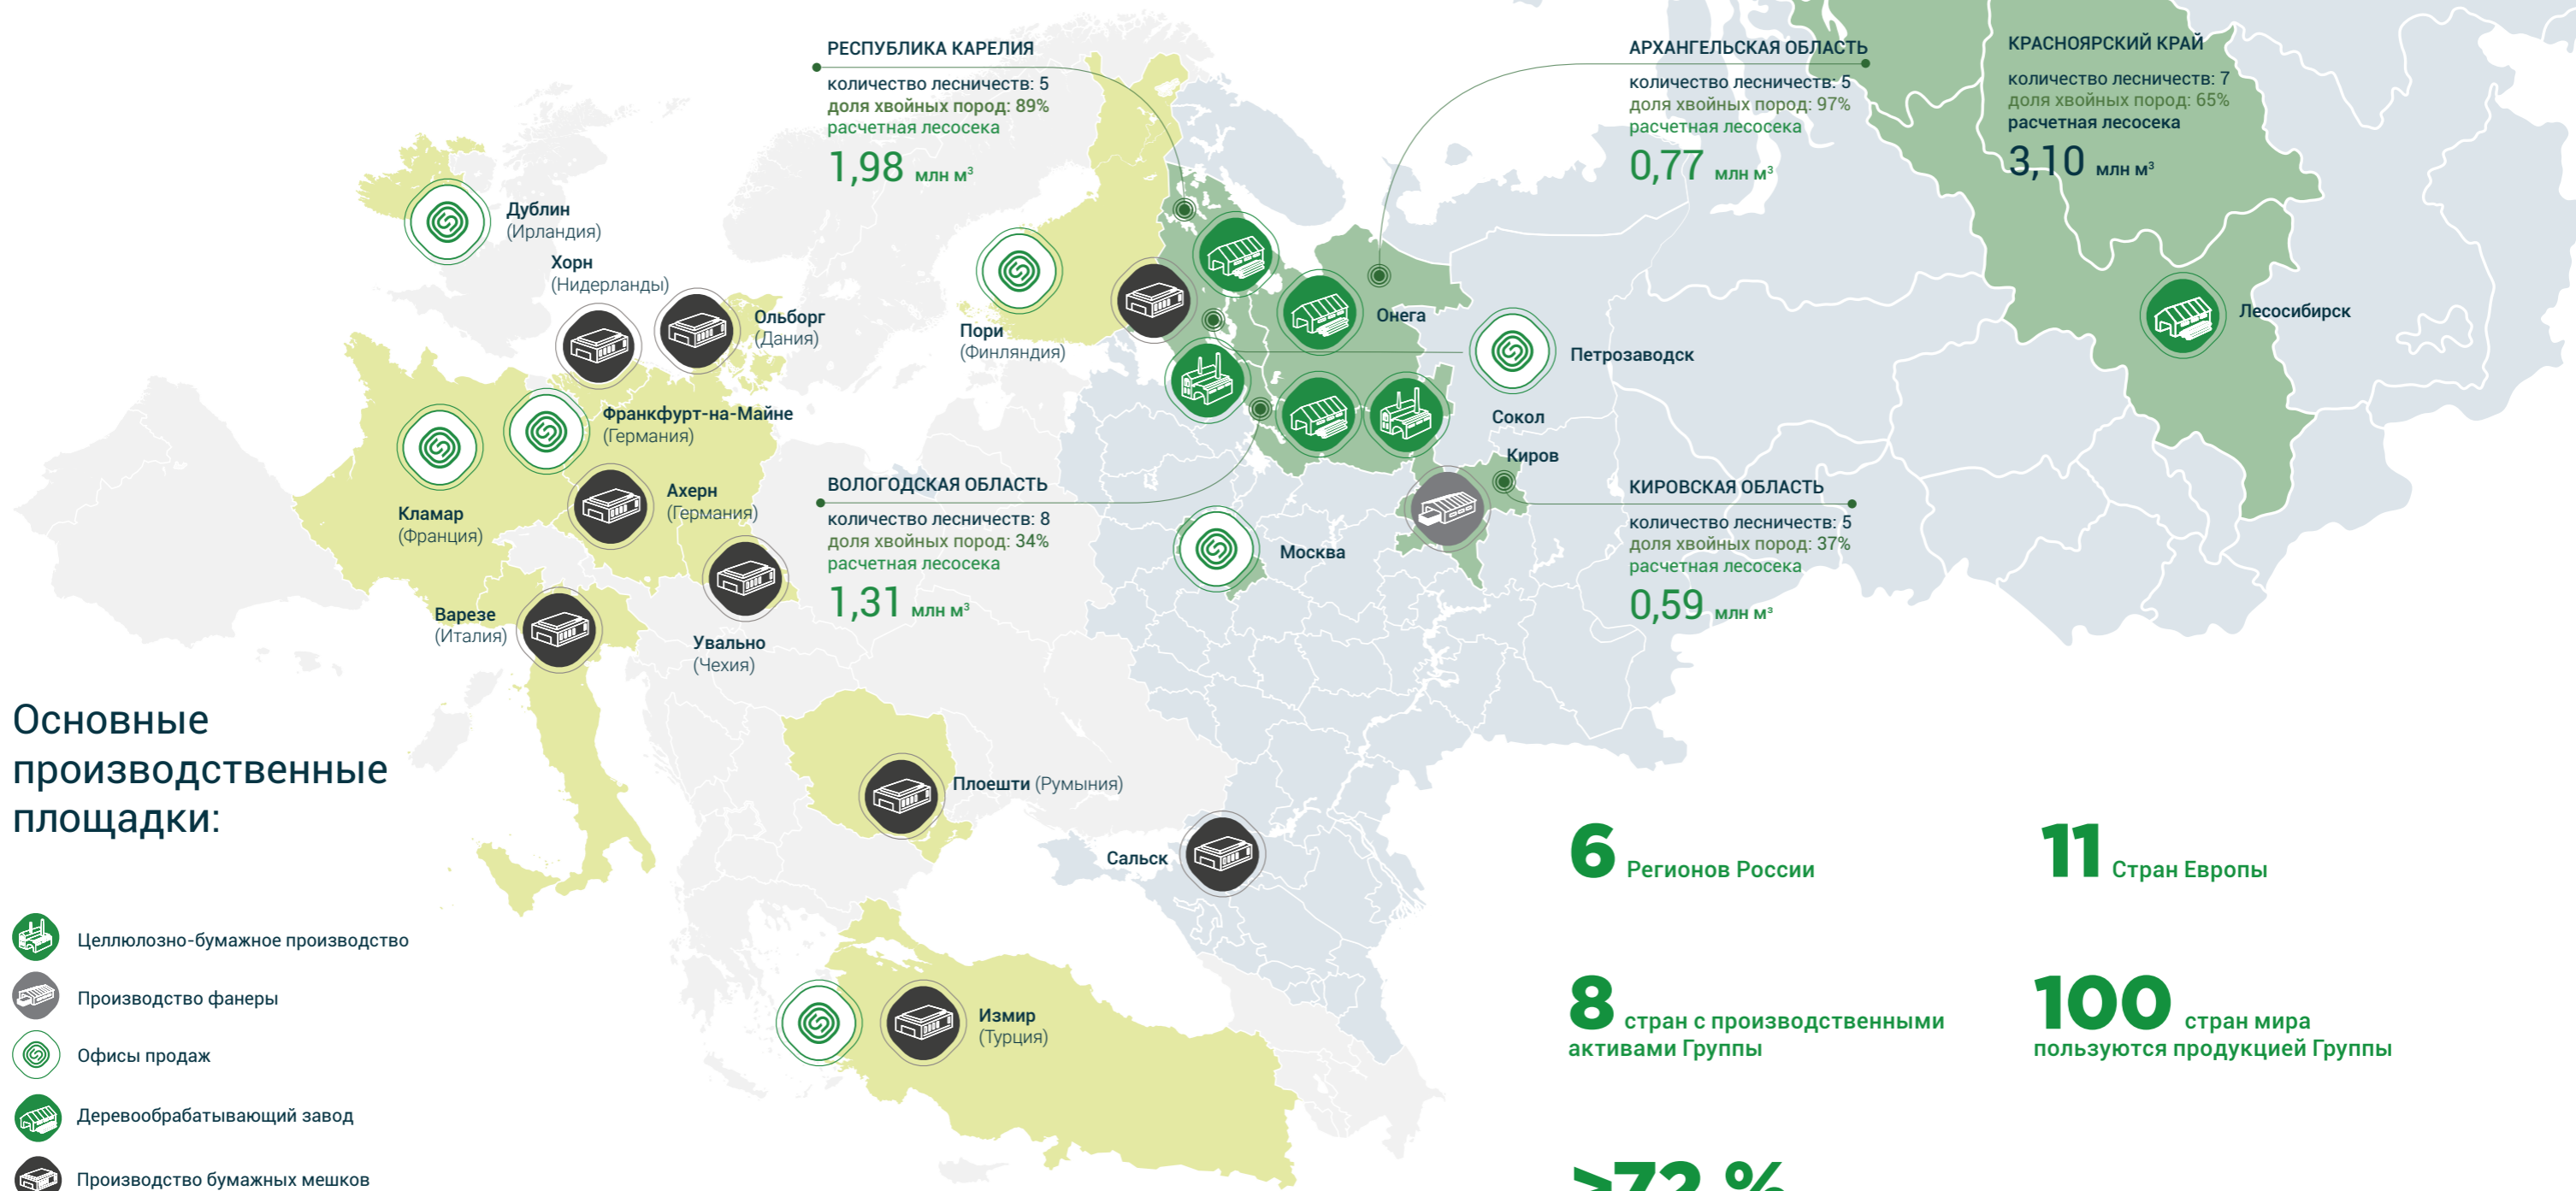 РЕСПУБЛИКА КАРЕЛИЯ
количество лесничеств: 5
доля хвойных пород: 89%
расчетная лесосека
1,98 млн м³
АРХАНГЕЛЬСКАЯ ОБЛАСТЬ
количество лесничеств: 5
доля хвойных пород: 97%
расчетная лесосека
0,77 млн м³
КРАСНОЯРСКИЙ КРАЙ
количество лесничеств: 7
доля хвойных пород: 65%
расчетная лесосека
3,10 млн м³
Дублин
(Ирландия)
Хорн
(Нидерланды)
Ольборг
(Дания)
Пори
(Финляндия)
Онега
Петрозаводск
Лесосибирск
Сокол
Киров
Франкфурт-на-Майне
(Германия)
Кламар
(Франция)
Ахерн
(Германия)
ВОЛОГОДСКАЯ ОБЛАСТЬ
количество лесничеств: 8
доля хвойных пород: 34%
расчетная лесосека
1,31 млн м³
Москва
КИРОВСКАЯ ОБЛАСТЬ
количество лесничеств: 5
доля хвойных пород: 37%
расчетная лесосека
0,59 млн м³
Варезе
(Италия)
Увально
(Чехия)
Плоешти (Румыния)
Сальск
Измир
(Турция)
Основные
производственные
площадки:
Целлюлозно-бумажное производство
Производство фанеры
Офисы продаж
Деревообрабатывающий завод
Производство бумажных мешков
6 Регионов России
11 Стран Европы
8 стран с производственными
активами Группы
100 стран мира
пользуются продукцией Группы